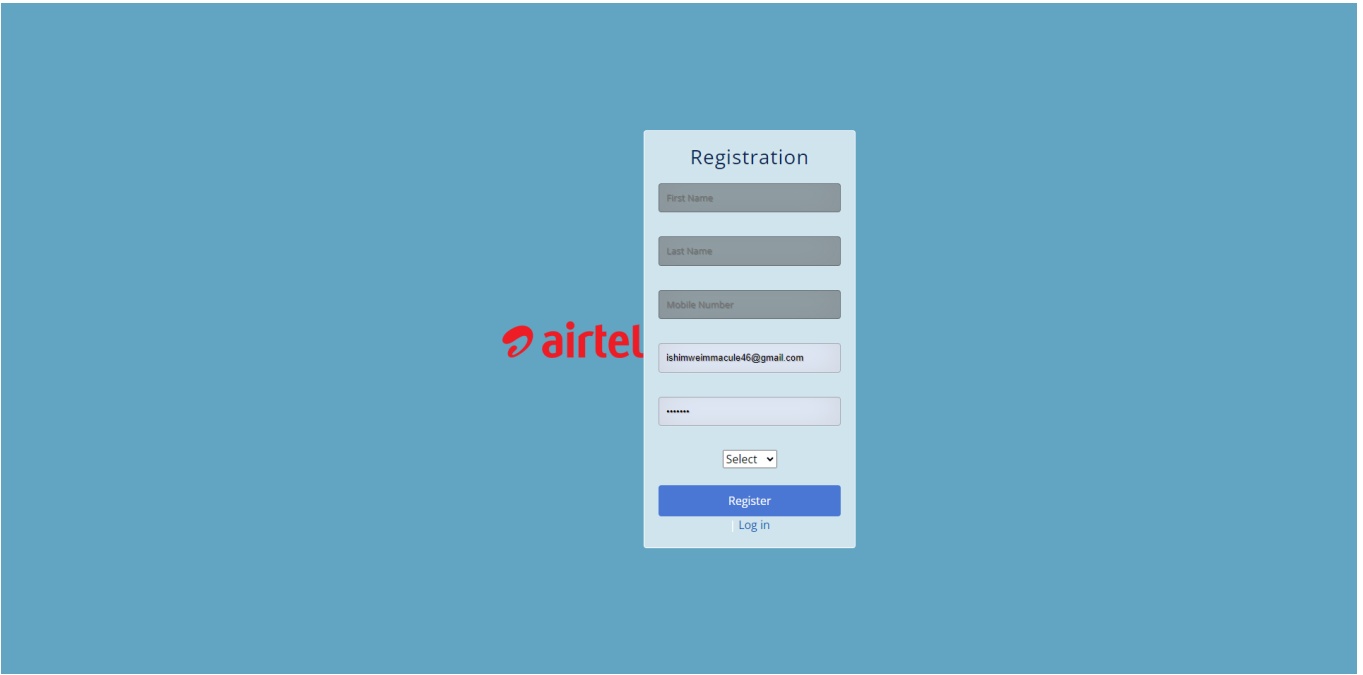 Registration
First Name
Last Name
Mobile Number
airtel
ishimweimmacule46@gmail.com
•••••••
Select
Register
| Log in